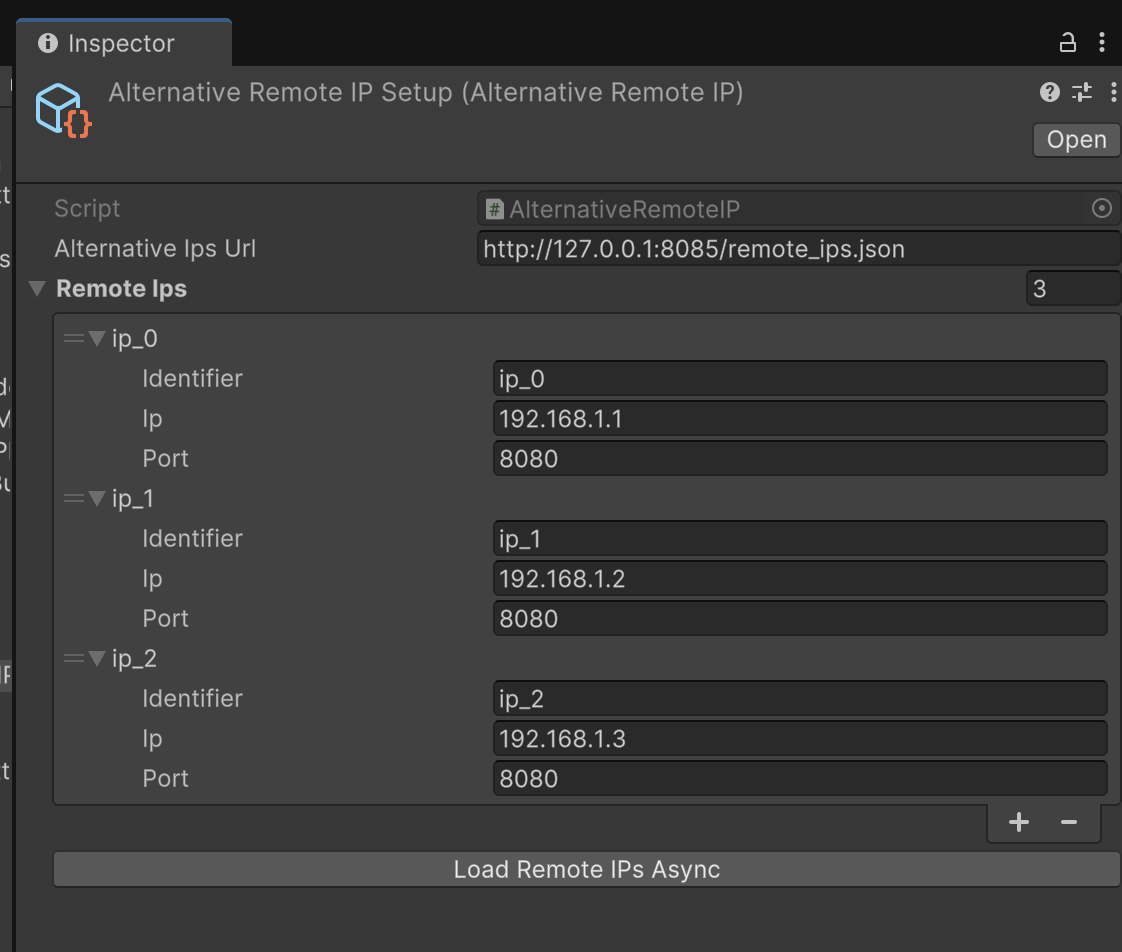 Inspector
Alternative Remote IP Setup (Alternative Remote IP)
Open
Script
AlternativeRemoteIP
Alternative Ips Url
http://127.0.0.1:8085/remote_ips.json
Remote Ips
3
ip_0
Identifier
ip_0
Ip
192.168.1.1
Port
8080
ip_1
Identifier
ip_1
Ip
192.168.1.2
Port
8080
ip_2
Identifier
ip_2
Ip
192.168.1.3
Port
8080
Load Remote IPs Async